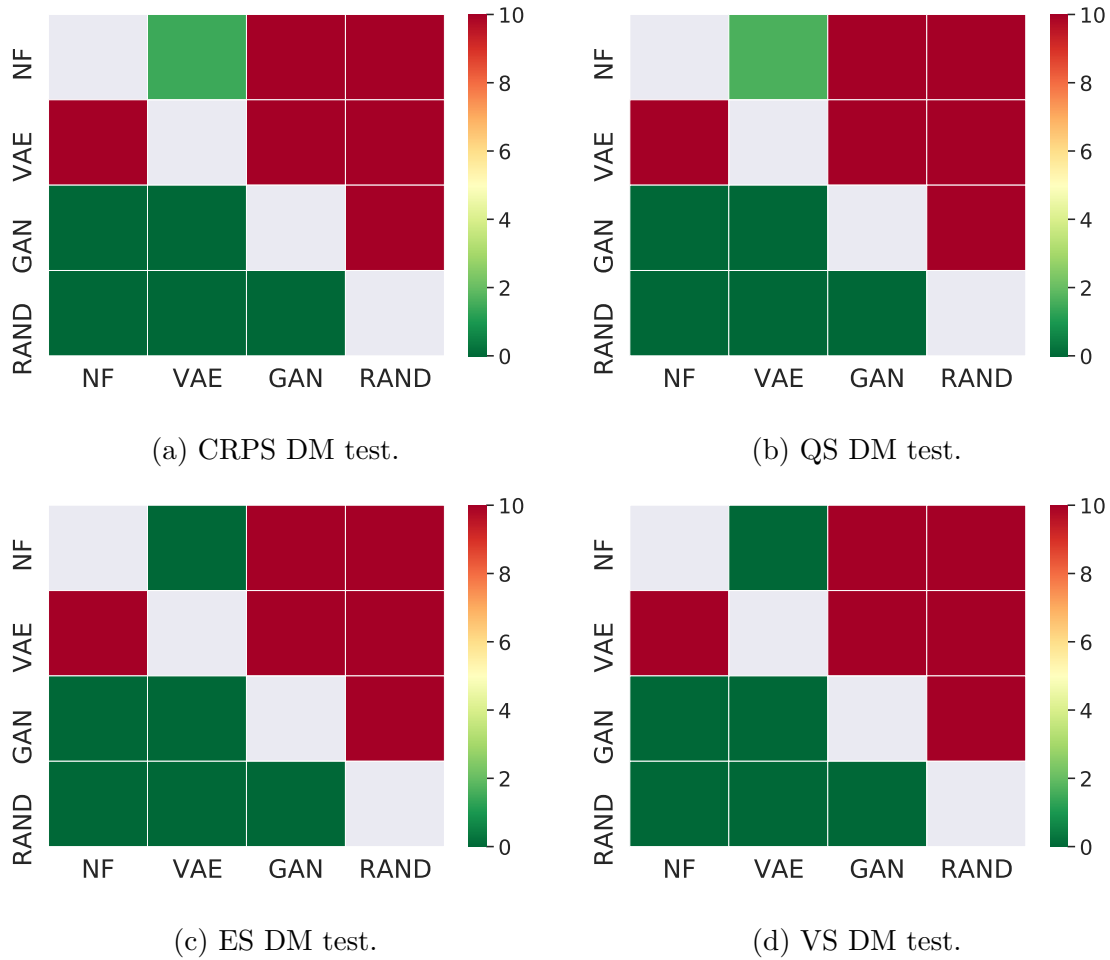 NF
VAE
GAN
RAND
NF VAE GAN RAND
10
8
6
4
2
0
(a) CRPS DM test.
NF
VAE
GAN
RAND
NF VAE GAN RAND
10
8
6
4
2
0
(b) QS DM test.
NF
VAE
GAN
RAND
NF VAE GAN RAND
10
8
6
4
2
0
(c) ES DM test.
NF
VAE
GAN
RAND
NF VAE GAN RAND
10
8
6
4
2
0
(d) VS DM test.